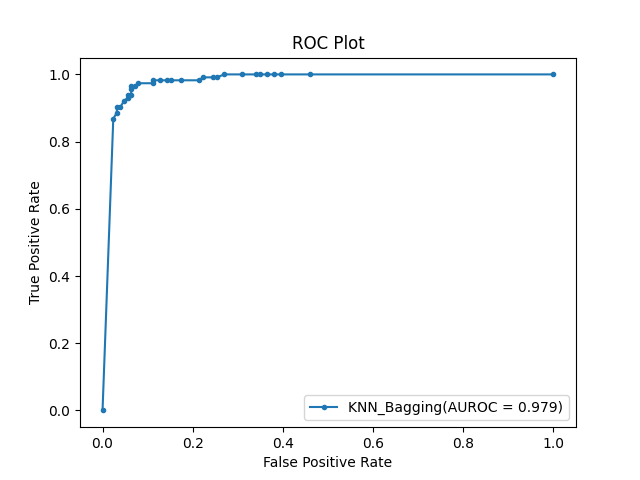 ROC Plot
True Positive Rate
1.0
0.8
0.6
0.4
0.2
0.0
KNN_Bagging(AUROC = 0.979)
0.0 0.2 0.4 0.6 0.8 1.0
False Positive Rate